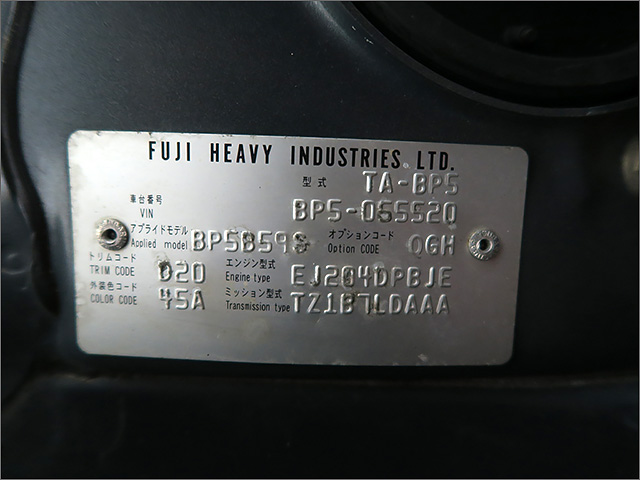 FUJI HEAVY INDUSTRIES LTD.
型式 TA-BP5
車台番号 VIN BP5-055520
アプライドモデル Applied model BP5B59S オプションコード Option CODE QGH
トリムコード TRIM CODE 020 エンジン型式 Engine type EJ204DPBJE
外装色コード COLOR CODE 45A ミッション型式 Transmission type TZ1B7LDAAA